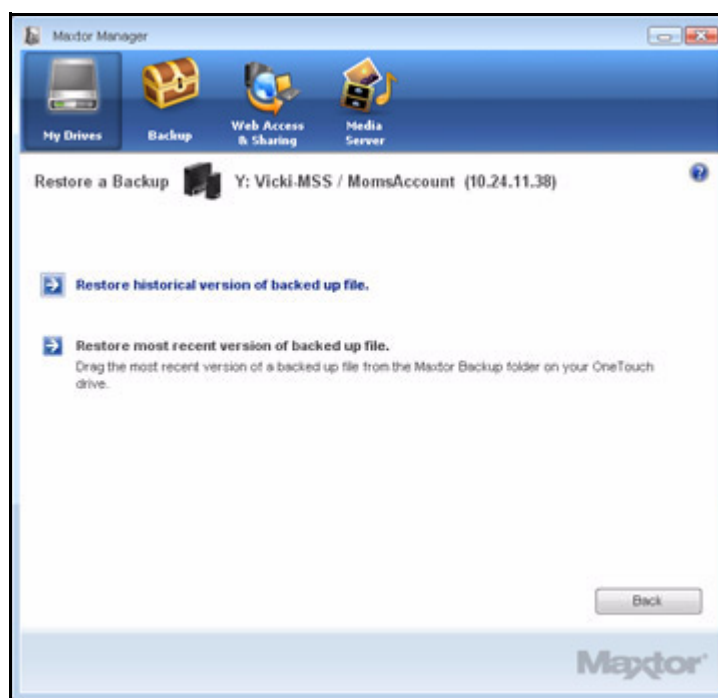 Maxtor Manager
My Drives
Backup
Web Access
& Sharing
Media
Server
Restore a Backup
Y: Vicki-MSS / MomsAccount (10.24.11.38)
?
Restore historical version of backed up file.
Restore most recent version of backed up file.
Drag the most recent version of a backed up file from the Maxtor Backup folder on your OneTouch
drive.
Back
Maxtor